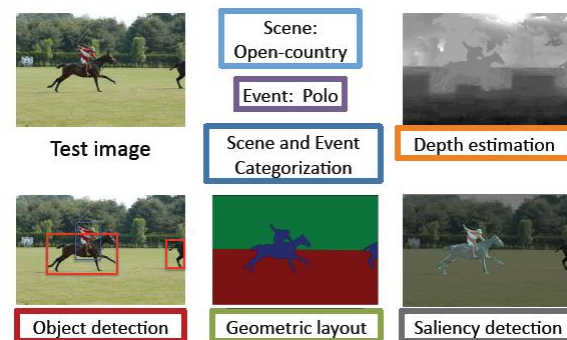 Scene:
Open-country
Event: Polo
Test image
Scene and Event
Categorization
Depth estimation
Object detection
Geometric layout
Saliency detection